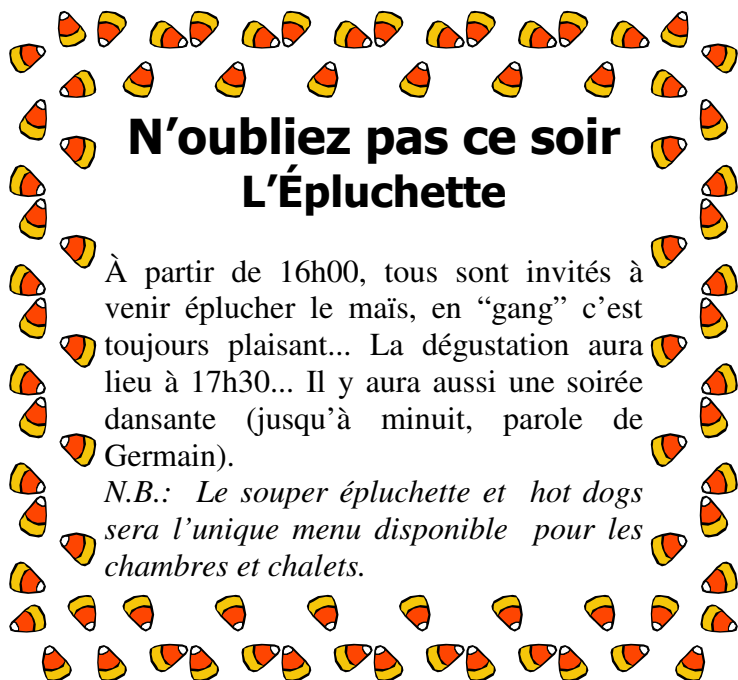 N’oubliez pas ce soir
L’Épluchette
À partir de 16h00, tous sont invités à
venir éplucher le maïs, en “gang” c’est
toujours plaisant... La dégustation aura
lieu à 17h30... Il y aura aussi une soirée
dansante (jusqu’à minuit, parole de
Germain).
N.B.: Le souper épluchette et hot dogs
sera l’unique menu disponible pour les
chambres et chalets.